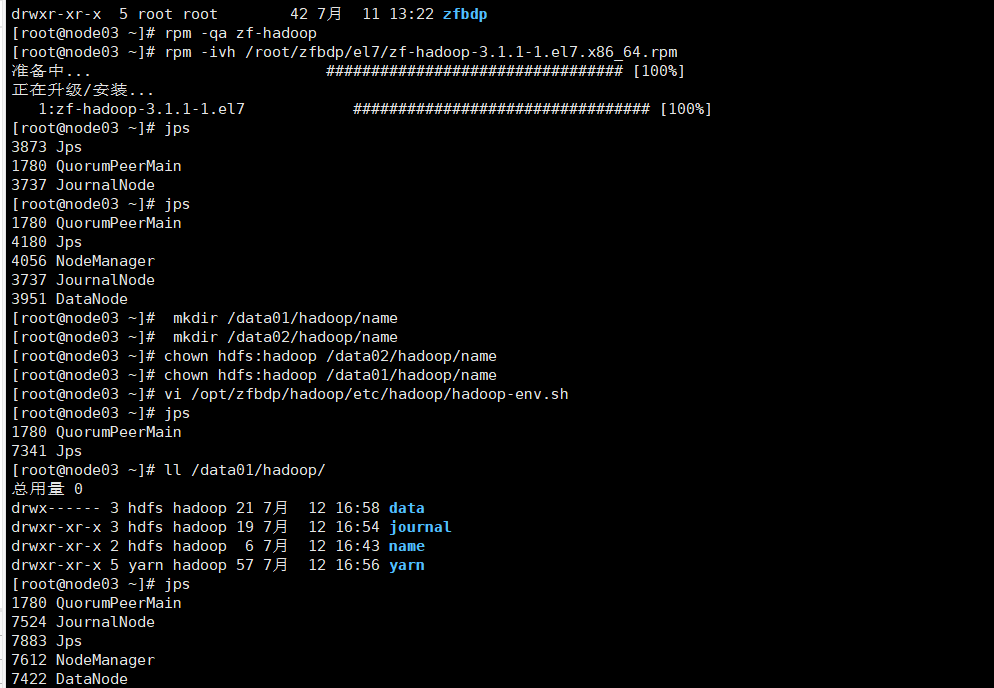 drwxr-xr-x  5 root root        42 7月  11 13:22 zfbdp
[root@node03 ~]# rpm -qa zf-hadoop
[root@node03 ~]# rpm -ivh /root/zfbdp/el7/zf-hadoop-3.1.1-1.el7.x86_64.rpm
准备中...                          ################################# [100%]
正在升级/安装...
   1:zf-hadoop-3.1.1-1.el7            ################################# [100%]
[root@node03 ~]# jps
3873 Jps
1780 QuorumPeerMain
3737 JournalNode
[root@node03 ~]# jps
1780 QuorumPeerMain
4180 Jps
4056 NodeManager
3737 JournalNode
3951 DataNode
[root@node03 ~]#  mkdir /data01/hadoop/name
[root@node03 ~]#  mkdir /data02/hadoop/name
[root@node03 ~]# chown hdfs:hadoop /data02/hadoop/name
[root@node03 ~]# chown hdfs:hadoop /data01/hadoop/name
[root@node03 ~]# vi /opt/zfbdp/hadoop/etc/hadoop/hadoop-env.sh
[root@node03 ~]# jps
1780 QuorumPeerMain
7341 Jps
[root@node03 ~]# ll /data01/hadoop/
总用量 0
drwx------ 3 hdfs hadoop 21 7月  12 16:58 data
drwxr-xr-x 3 hdfs hadoop 19 7月  12 16:54 journal
drwxr-xr-x 2 hdfs hadoop  6 7月  12 16:43 name
drwxr-xr-x 5 yarn hadoop 57 7月  12 16:56 yarn
[root@node03 ~]# jps
1780 QuorumPeerMain
7524 JournalNode
7883 Jps
7612 NodeManager
7422 DataNode